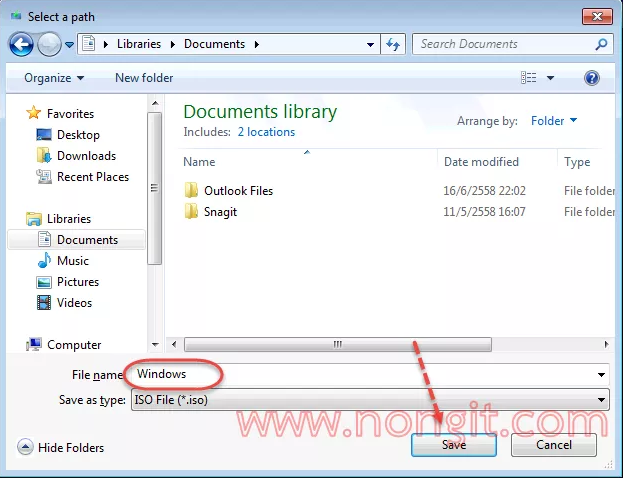 Select a path
Libraries Documents Search Documents
Organize New folder
Favorites
Desktop
Downloads
Recent Places
Libraries
Documents
Music
Pictures
Videos
Computer
Documents library
Includes: 2 locations
Arrange by: Folder
Name Date modified Type
Outlook Files 16/6/2558 22:02 File folder
Snagit 11/5/2558 16:07 File folder
File name: Windows
Save as type: ISO File (*.iso)
www.nongit.com
Hide Folders Save Cancel